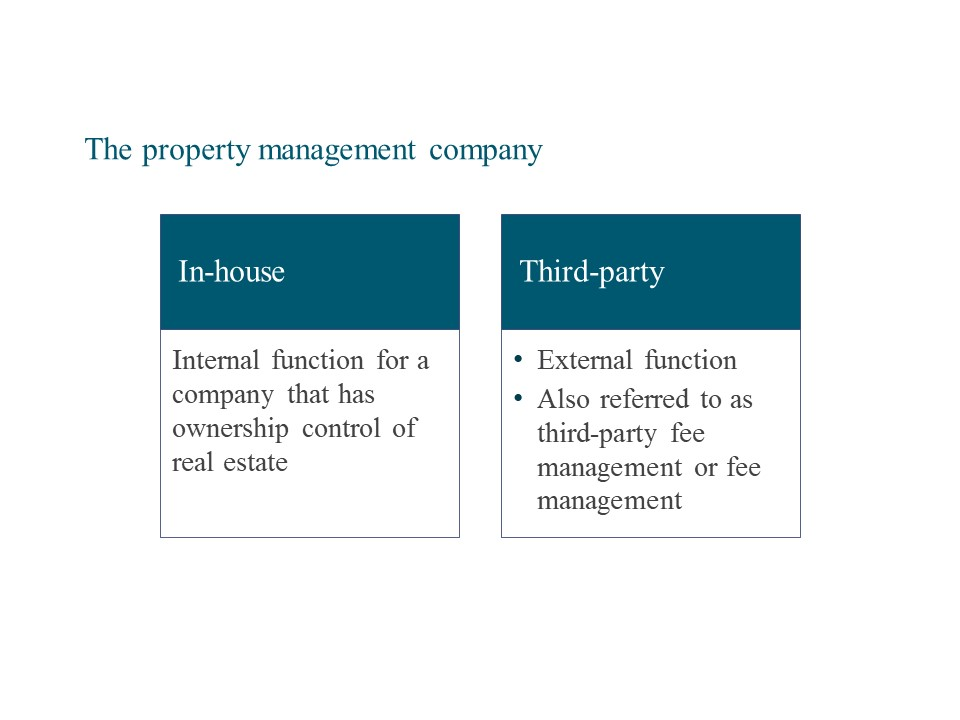 The property management company
In-house
Internal function for a
company that has
ownership control of
real estate
Third-party
• External function
• Also referred to as
third-party fee
management or fee
management